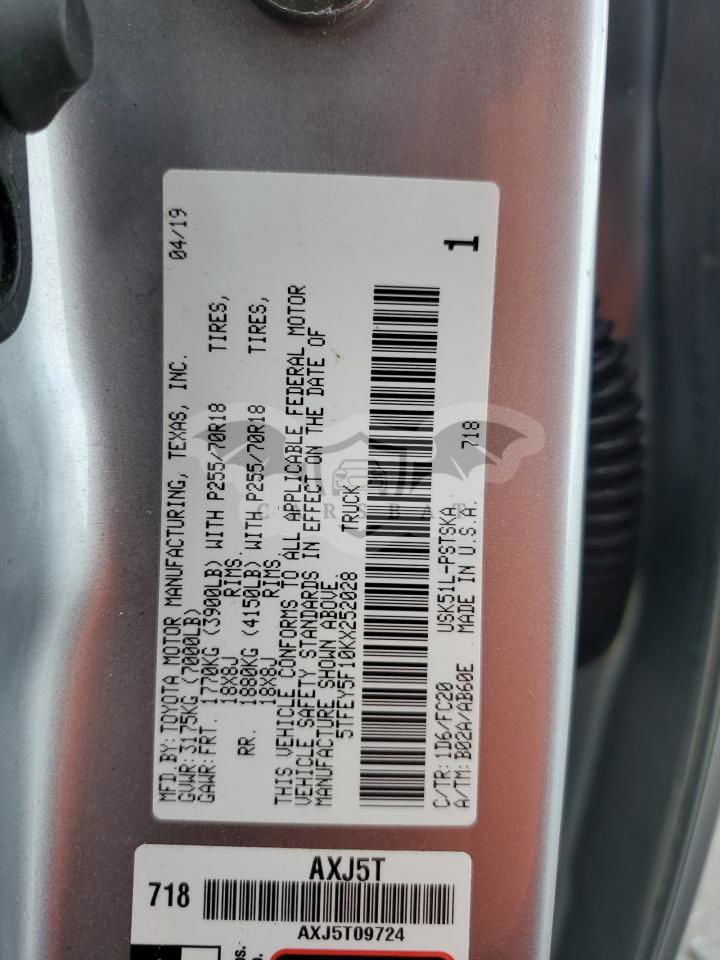 MFD.BY:TOYOTA MOTOR MANUFACTURING, TEXAS, INC. 04/19
GVWR:3175KG (7000LB)
GAWR:FRT. 1770KG (3900LB) WITH P255/70R18 TIRES,
18X8J RIMS.
RR. 1880KG (4150LB) WITH P255/70R18 TIRES,
18X8J RIMS
THIS VEHICLE CONFORMS TO ALL APPLICABLE FEDERAL MOTOR
VEHICLE SAFETY STANDARDS IN EFFECT ON THE DATE OF
MANUFACTURE SHOWN ABOVE.
5TFEY5F10KX252028 TRUCK
C/TR:1D6/FC20 USK51L-PSTSKA 718 1
A/TM:B02A/AB60E MADE IN U.S.A.
CARSBAT
AXJ5T
718
AXJ5T09724